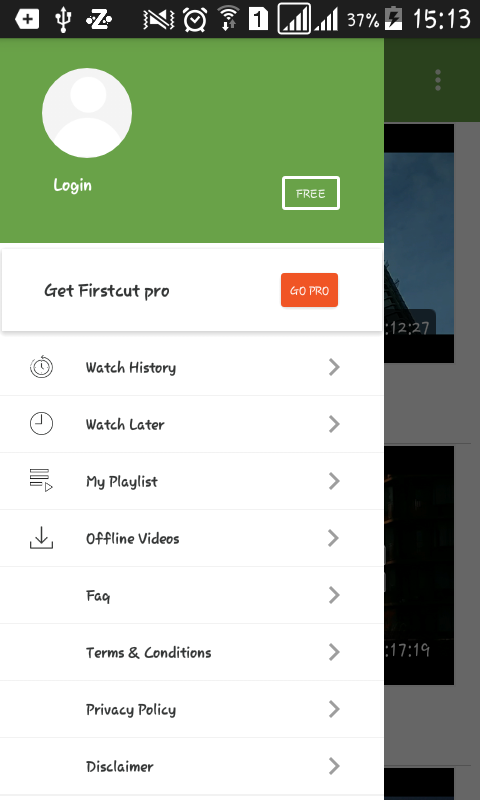 1 37% 15:13
Login
FREE
Get Firstcut pro
GO PRO
:12:27
Watch History
Watch Later
My Playlist
Offline Videos
Faq
Terms & Conditions
:17:19
Privacy Policy
Disclaimer